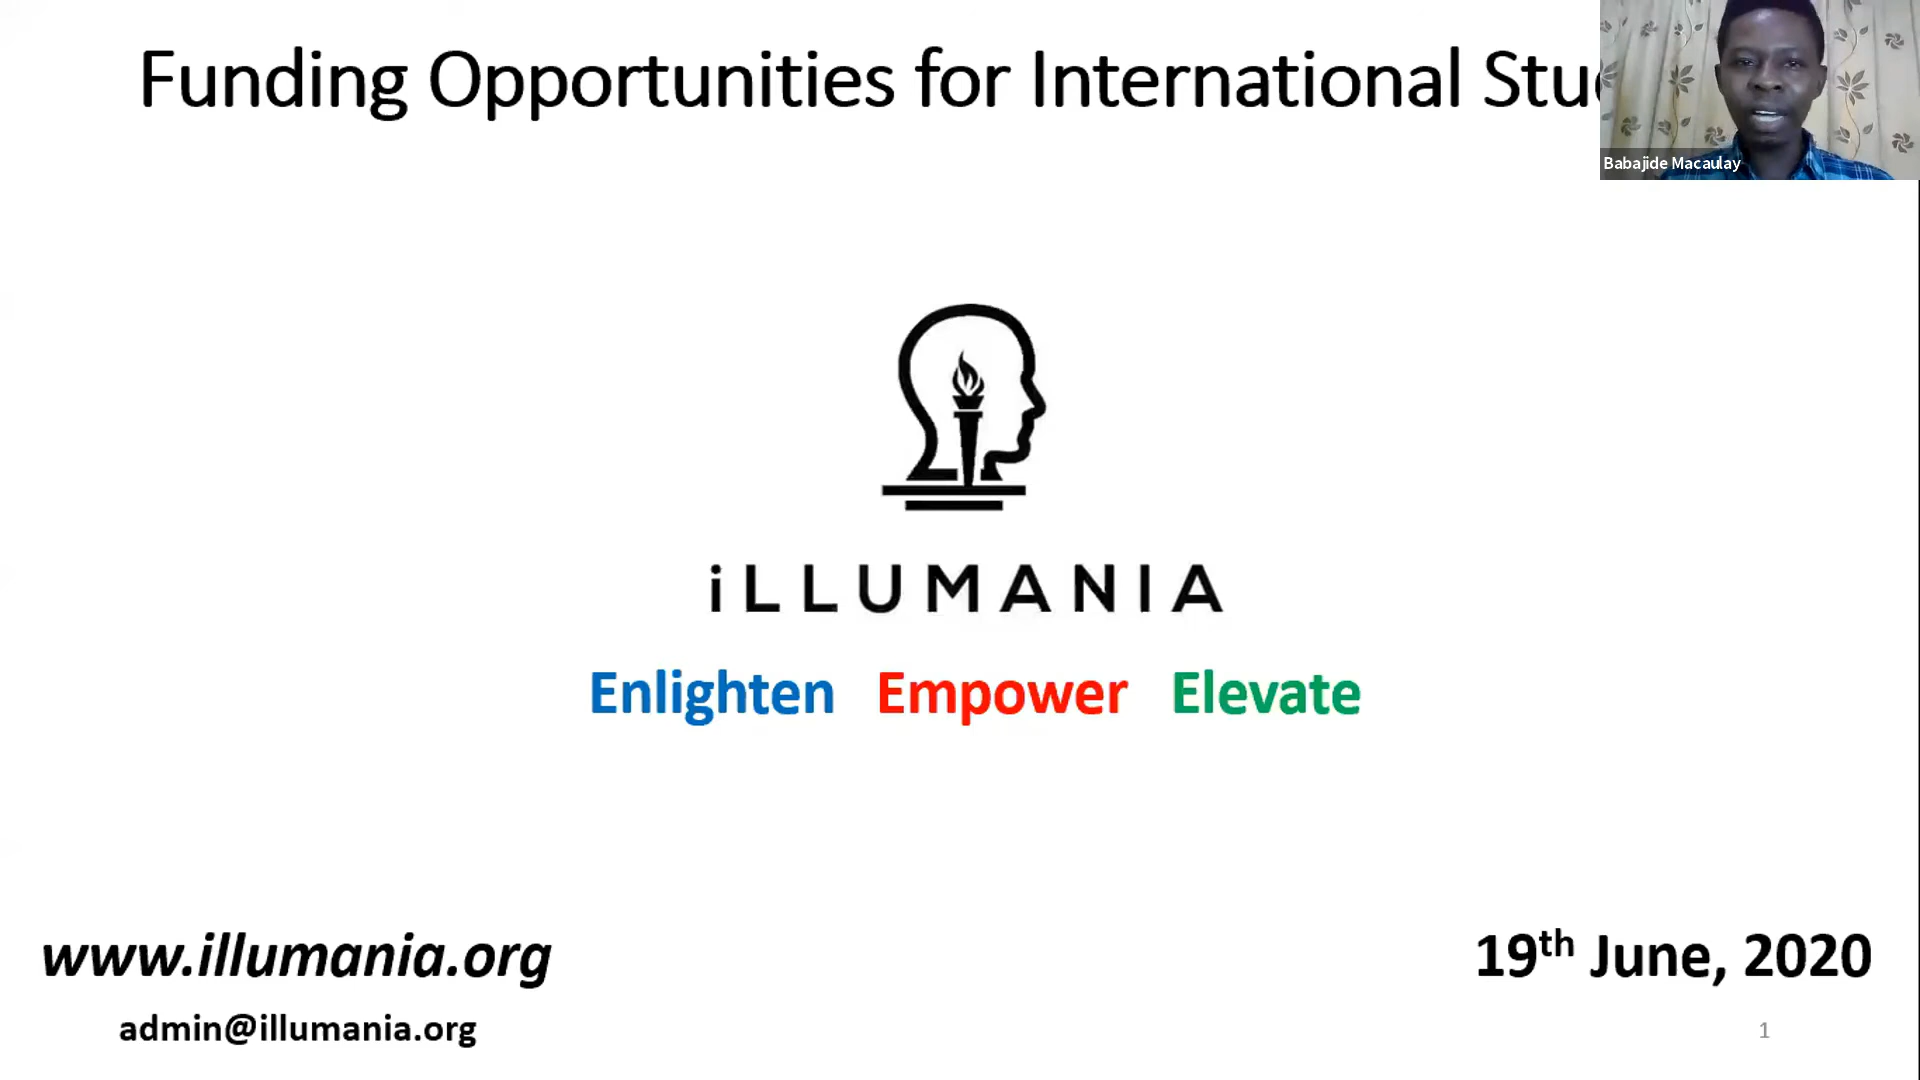 Funding Opportunities for International Stu
Babajide Macaulay
iLLUMANIA
Enlighten Empower Elevate
www.illumania.org
19th June, 2020
admin@illumania.org
1